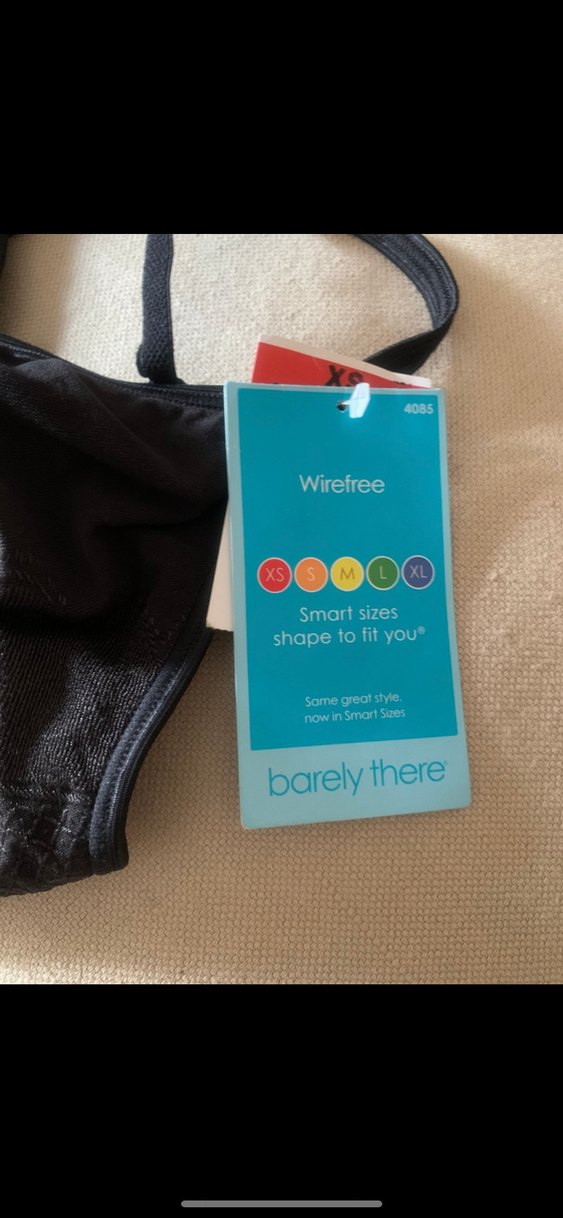 XS
4085
Wirefree
XS S M L XL
Smart sizes
shape to fit you®
Same great style,
now in Smart Sizes
barely there®